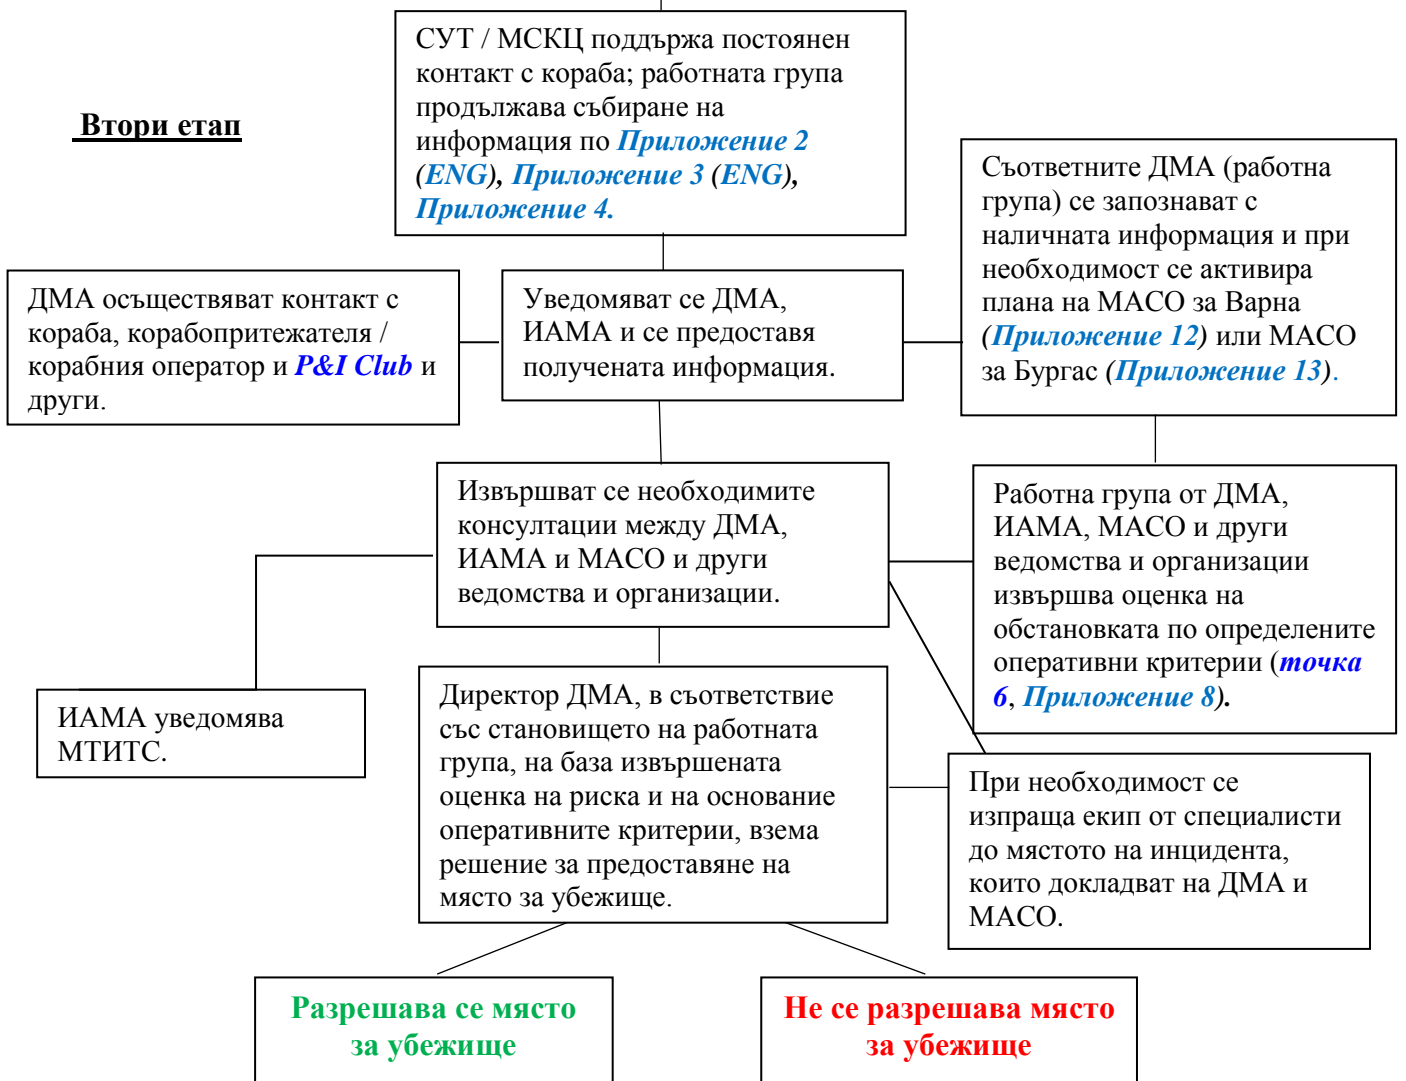 СУТ / МСКЦ поддържа постоянен
контакт с кораба; работната група
продължава събиране на
информация по Приложение 2
(ENG), Приложение 3 (ENG),
Приложение 4.
Втори етап
Съответните ДМА (работна
група) се запознават с
наличната информация и при
необходимост се активира
плана на МАСО за Варна
(Приложение 12) или МАСО
за Бургас (Приложение 13).
ДМА осъществяват контакт с
кораба, корабопритежателя /
корабния оператор и P&I Club и
други.
Уведомяват се ДМА,
ИАМА и се предоставя
получената информация.
Извършват се необходимите
консултации между ДМА,
ИАМА и МАСО и други
ведомства и организации.
Работна група от ДМА,
ИАМА, МАСО и други
ведомства и организации
извършва оценка на
обстановката по определените
оперативни критерии (точка
6, Приложение 8).
ИАМА уведомява
МТИТС.
Директор ДМА, в съответствие
със становището на работната
група, на база извършената
оценка на риска и на основание
оперативните критерии, взема
решение за предоставяне на
място за убежище.
При необходимост се
изпраща екип от специалисти
до мястото на инцидента,
които докладват на ДМА и
МАСО.
Разрешава се място
за убежище
Не се разрешава място
за убежище